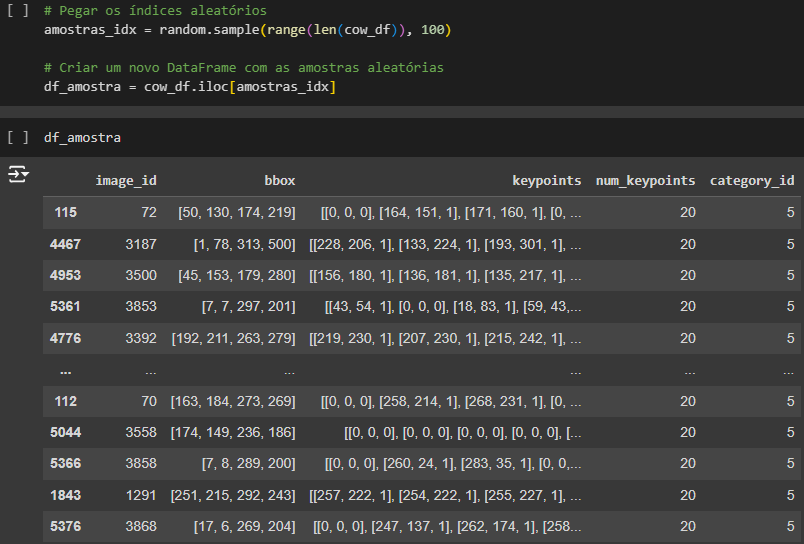 [ ] # Pegar os índices aleatórios
amostras_idx = random.sample(range(len(cow_df)), 100)
# Criar um novo DataFrame com as amostras aleatórias
df_amostra = cow_df.iloc[amostras_idx]
[ ] df_amostra
image_id bbox keypoints num_keypoints category_id
115 72 [50, 130, 174, 219] [[0, 0, 0], [164, 151, 1], [171, 160, 1], [0, ... 20 5
4467 3187 [1, 78, 313, 500] [[228, 206, 1], [133, 224, 1], [193, 301, 1], ... 20 5
4953 3500 [45, 153, 179, 280] [[156, 180, 1], [136, 181, 1], [135, 217, 1], ... 20 5
5361 3853 [7, 7, 297, 201] [[43, 54, 1], [0, 0, 0], [18, 83, 1], [59, 43,... 20 5
4776 3392 [192, 211, 263, 279] [[219, 230, 1], [207, 230, 1], [215, 242, 1], ... 20 5
... ... ... ... ... ...
112 70 [163, 184, 273, 269] [[0, 0, 0], [258, 214, 1], [268, 231, 1], [0, ... 20 5
5044 3558 [174, 149, 236, 186] [[0, 0, 0], [0, 0, 0], [0, 0, 0], [0, 0, 0], [... 20 5
5366 3858 [7, 8, 289, 200] [[0, 0, 0], [260, 24, 1], [283, 35, 1], [0, 0,... 20 5
1843 1291 [251, 215, 292, 243] [[257, 222, 1], [254, 222, 1], [255, 227, 1], ... 20 5
5376 3868 [17, 6, 269, 204] [[0, 0, 0], [247, 137, 1], [262, 174, 1], [258... 20 5